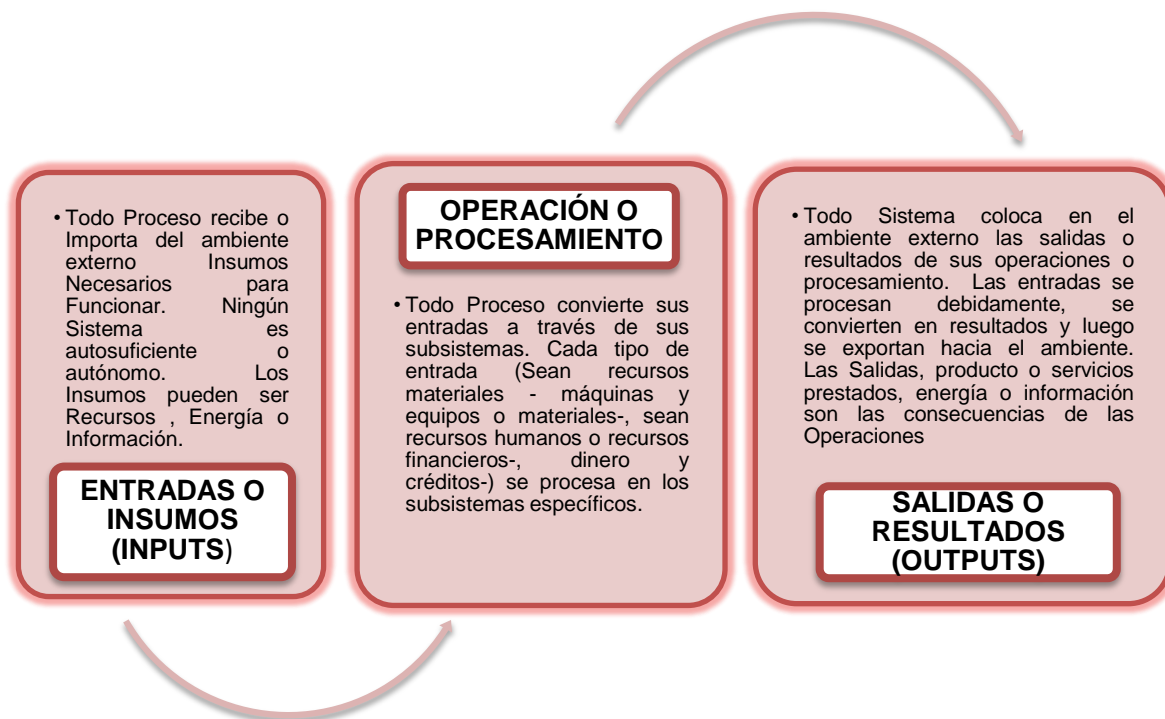 • Todo Proceso recibe o
Importa del ambiente
externo Insumos
Necesarios para
Funcionar. Ningún
Sistema es
autosuficiente o
autónomo. Los
Insumos pueden ser
Recursos , Energía o
Información.
ENTRADAS O
INSUMOS
(INPUTS)
OPERACIÓN O
PROCESAMIENTO
• Todo Proceso convierte sus
entradas a través de sus
subsistemas. Cada tipo de
entrada (Sean recursos
materiales - máquinas y
equipos o materiales-, sean
recursos humanos o recursos
financieros-, dinero y
créditos-) se procesa en los
subsistemas específicos.
• Todo Sistema coloca en el
ambiente externo las salidas o
resultados de sus operaciones o
procesamiento. Las entradas se
procesan debidamente, se
convierten en resultados y luego
se exportan hacia el ambiente.
Las Salidas, producto o servicios
prestados, energía o información
son las consecuencias de las
Operaciones
SALIDAS O
RESULTADOS
(OUTPUTS)